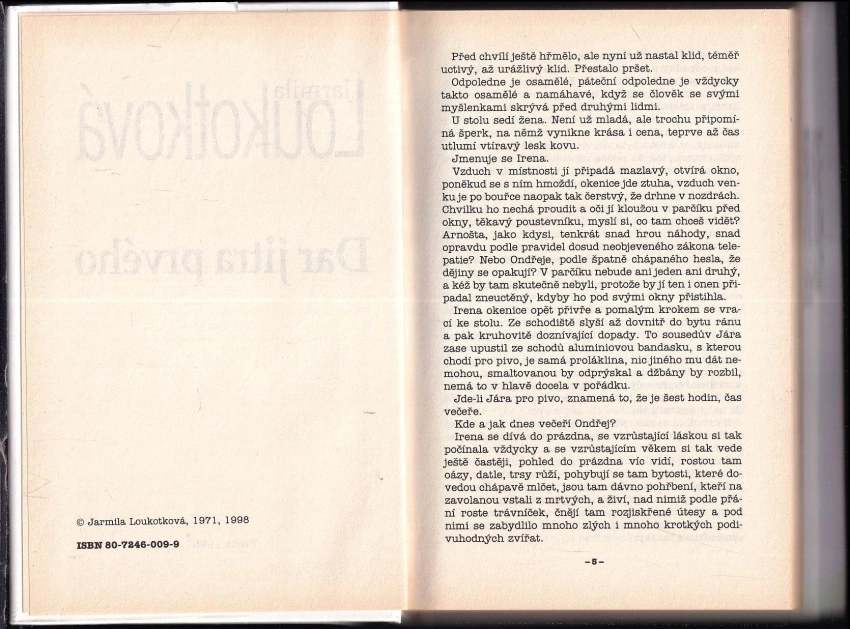 Jarmila
Loukotková
Dar jitra prvého
© Jarmila Loukotková, 1971, 1998
ISBN 80-7246-009-9
Před chvílí ještě hřmělo, ale nyní už nastal klid, téměř
uctivý, až urážlivý klid. Přestalo pršet.
Odpoledne je osamělé, páteční odpoledne je vždycky
takto osamělé a namáhavé, když se člověk se svými
myšlenkami skrývá před druhými lidmi.
U stolu sedí žena. Není už mladá, ale trochu připomí-
ná šperk, na němž vynikne krása i cena, teprve až čas
utlumí vtíravý lesk kovu.
Jmenuje se Irena.
Vzduch v místnosti jí připadá mazlavý, otvírá okno,
poněkud se s ním hmoždí, okenice jde ztuha, vzduch ven-
ku je po bouřce naopak tak čerstvý, že drhne v nozdrách.
Chvilku ho nechá proudit a oči jí kloužou v parčíku před
okny, těkavý poustevníku, myslí si, co tam chceš vidět?
Arnošta, jako kdysi, tenkrát snad hrou náhody, snad
opravdu podle pravidel dosud neobjeveného zákona tele-
patie? Nebo Ondřeje, podle špatně chápaného hesla, že
dějiny se opakují? V parčíku nebude ani jeden ani druhý,
a kéž by tam skutečně nebyli, protože by jí ten i onen při-
padal zneuctěný, kdyby ho pod svými okny přistihla.
Irena okenice opět přivře a pomalým krokem se vra-
cí ke stolu. Ze schodiště slyší až dovnitř do bytu ránu
a pak kruhovitě doznívající dopady. To sousedův Jára
zase upustil ze schodů aluminiovou bandasku, s kterou
chodí pro pivo, je samá proláklina, nic jiného mu dát ne-
mohou, smaltovanou by odprýskal a džbány by rozbil,
nemá to v hlavě docela v pořádku.
Jde-li Jára pro pivo, znamená to, že je šest hodin, čas
večeře.
Kde a jak dnes večeří Ondřej?
Irena se dívá do prázdna, se vzrůstající láskou si tak
počínala vždycky a se vzrůstajícím věkem si tak vede
ještě častěji, pohled do prázdna víc vidí, rostou tam
oázy, datle, trsy růží, pohybují se tam bytosti, které do-
vedou chápavě mlčet, jsou tam dávno pohřbení, kteří na
zavolanou vstali z mrtvých, a živí, nad nimiž podle přá-
ní roste trávníček, čnějí tam rozjiskřené útesy a pod
nimi se zabydlilo mnoho zlých i mnoho krotkých podi-
vuhodných zvířat.
– 5 –